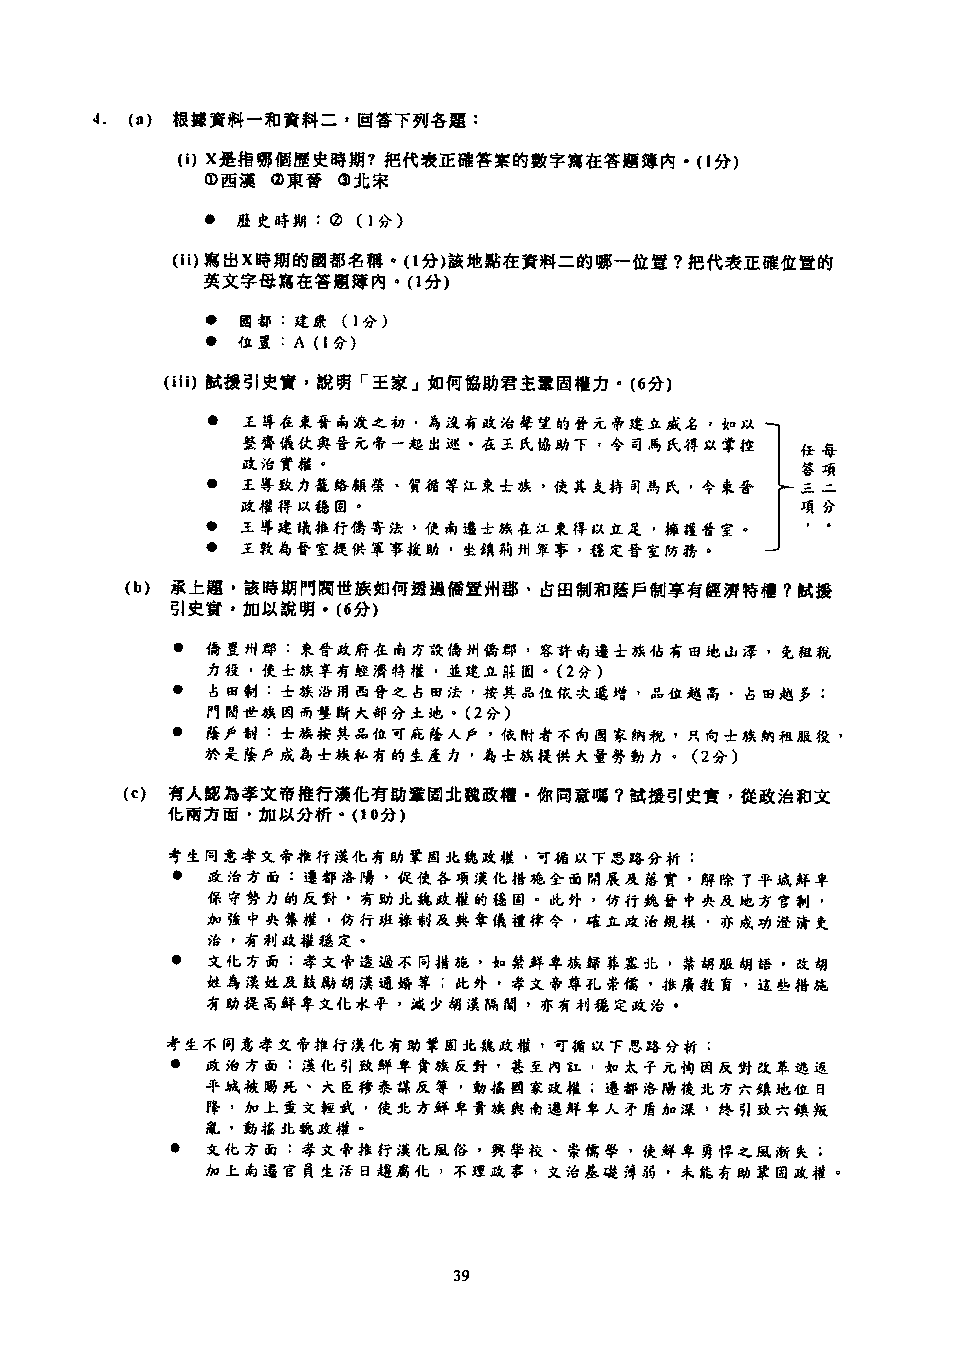 4. (a) 根據資料一和資料二，回答下列各題：
(i) X是指哪個歷史時期? 把代表正確答案的數字寫在答題簿內。(1分)
①西漢 ②東晉 ③北宋
● 歷史時期：② (1分)
(ii) 寫出X時期的國都名稱。(1分)該地點在資料二的哪一位置？把代表正確位置的
英文字母寫在答題簿內。(1分)
● 國都：建康 (1分)
● 位置：A (1分)
(iii) 試援引史實，說明「王家」如何協助君主鞏固權力。(6分)
● 王導在東晉南渡之初，為沒有政治聲望的晉元帝建立威名，如以
整齊儀仗與晉元帝一起出巡。在王氏協助下，令司馬氏得以掌控
政治實權。
● 王導致力籠絡顧榮、賀循等江東士族，使其支持司馬氏，令東晉
政權得以穩固。
● 王導建議推行僑寄法，使南遷士族在江東得以立足，擁護晉室。
● 王敦為晉室提供軍事援助，坐鎮荊州軍事，穩定晉室防務。
任答三項，
每項二分。
(b) 承上題，該時期門閥世族如何透過僑置州郡、占田制和蔭戶制享有經濟特權？試援
引史實，加以說明。(6分)
● 僑置州郡：東晉政府在南方設僑州僑郡，容許南遷士族佔有田地山澤，免租稅
力役，使士族享有經濟特權，並建立莊園。(2分)
● 占田制：士族沿用西晉之占田法，按其品位依次遞增，品位越高，占田越多；
門閥世族因而壟斷大部分土地。(2分)
● 蔭戶制：士族按其品位可庇蔭人戶，依附者不向國家納稅，只向士族納租服役，
於是蔭戶成為士族私有的生產力，為士族提供大量勞動力。(2分)
(c) 有人認為孝文帝推行漢化有助鞏固北魏政權。你同意嗎？試援引史實，從政治和文
化兩方面，加以分析。(10分)
考生同意孝文帝推行漢化有助鞏固北魏政權，可循以下思路分析：
● 政治方面：遷都洛陽，促使各項漢化措施全面開展及落實，解除了平城鮮卑
保守勢力的反對，有助北魏政權的穩固。此外，仿行魏晉中央及地方官制，
加強中央集權，仿行班祿制及典章儀禮律令，確立政治規模，亦成功澄清吏
治，有利政權穩定。
● 文化方面：孝文帝透過不同措施，如禁鮮卑族歸葬塞北，禁胡服胡語，改胡
姓為漢姓及鼓勵胡漢通婚等；此外，孝文帝尊孔崇儒，推廣教育，這些措施
有助提高鮮卑文化水平，減少胡漢隔閡，亦有利穩定政治。
考生不同意孝文帝推行漢化有助鞏固北魏政權，可循以下思路分析：
● 政治方面：漢化引致鮮卑貴族反對，甚至內訌，如太子元恂因反對改革逃返
平城被賜死、大臣穆泰謀反等，動搖國家政權；遷都洛陽後北方六鎮地位日
降，加上重文輕武，使北方鮮卑貴族與南遷鮮卑人矛盾加深，終引致六鎮叛
亂，動搖北魏政權。
● 文化方面：孝文帝推行漢化風俗，興學校、崇儒學，使鮮卑勇悍之風漸失；
加上南遷官員生活日趨腐化，不理政事，文治基礎薄弱，未能有助鞏固政權。
39